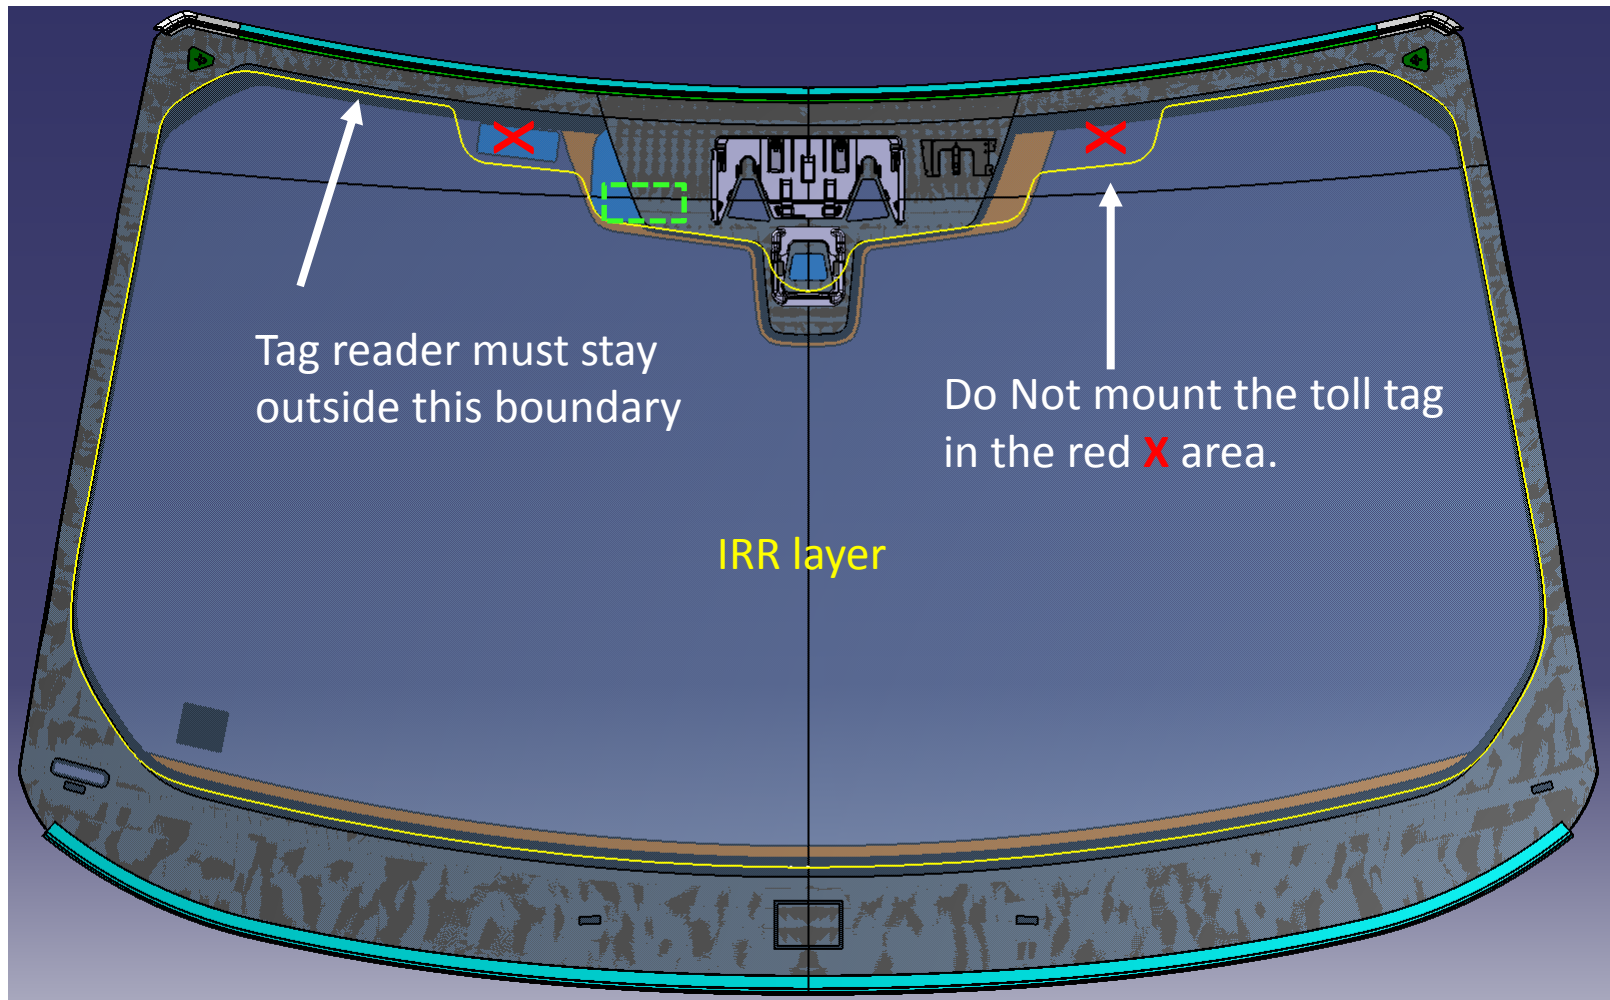 Tag reader must stay
outside this boundary
Do Not mount the toll tag
in the red X area.
IRR layer